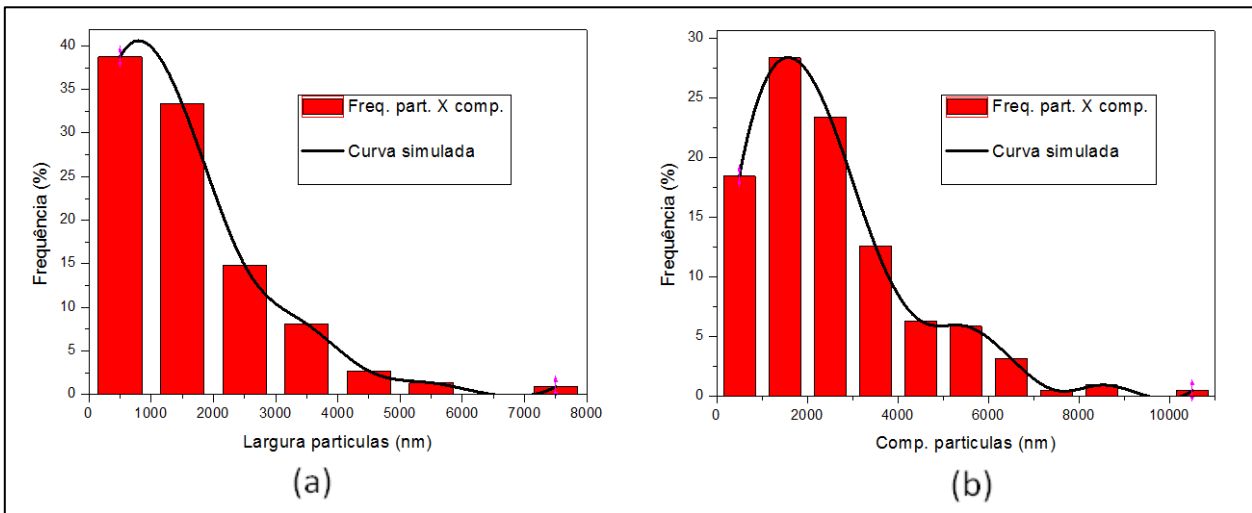 40
35
30
25
20
15
10
5
0
Frequência (%)
Freq. part. X comp.
Curva simulada
0 1000 2000 3000 4000 5000 6000 7000 8000
Largura particulas (nm)
(a)
30
25
20
15
10
5
0
Frequência (%)
Freq. part. X comp.
Curva simulada
0 2000 4000 6000 8000 10000
Comp. particulas (nm)
(b)